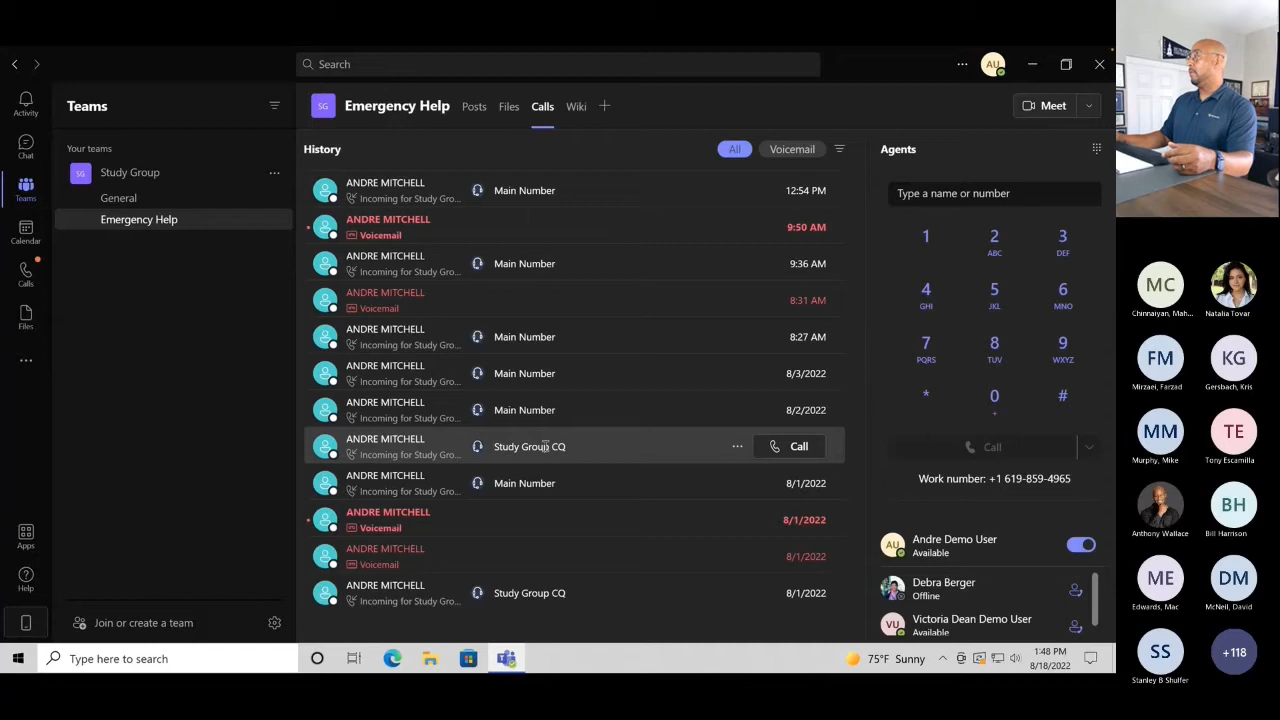 Search
AU
Activity
Chat
Teams
Calendar
Calls
Files
Apps
Help
Teams
Your teams
SG
Study Group
General
Emergency Help
Join or create a team
SG
Emergency Help
Posts
Files
Calls
Wiki
Meet
History
All
Voicemail
ANDRE MITCHELL
Incoming for Study Gro...
Main Number
12:54 PM
ANDRE MITCHELL
Voicemail
9:50 AM
ANDRE MITCHELL
Incoming for Study Gro...
Main Number
9:36 AM
ANDRE MITCHELL
Voicemail
8:31 AM
ANDRE MITCHELL
Incoming for Study Gro...
Main Number
8:27 AM
ANDRE MITCHELL
Incoming for Study Gro...
Main Number
8/3/2022
ANDRE MITCHELL
Incoming for Study Gro...
Main Number
8/2/2022
ANDRE MITCHELL
Incoming for Study Gro...
Study Group CQ
Call
ANDRE MITCHELL
Incoming for Study Gro...
Main Number
8/1/2022
ANDRE MITCHELL
Voicemail
8/1/2022
ANDRE MITCHELL
Voicemail
8/1/2022
ANDRE MITCHELL
Incoming for Study Gro...
Study Group CQ
8/1/2022
Agents
Type a name or number
1 2 3
ABC DEF
4 5 6
GHI JKL MNO
7 8 9
PQRS TUV WXYZ
* 0 #
+
Call
Work number: +1 619-859-4965
AU
Andre Demo User
Available
Debra Berger
Offline
VU
Victoria Dean Demo User
Available
Type here to search
75°F Sunny
1:48 PM
8/18/2022
MC
Chinnaiyan, Mah...
Natalia Tovar
FM
Mirzaei, Farzad
KG
Gersbach, Kris
MM
Murphy, Mike
TE
Tony Escamilla
Anthony Wallace
BH
Bill Harrison
ME
Edwards, Mac
DM
McNeil, David
SS
Stanley B Shulfer
+118